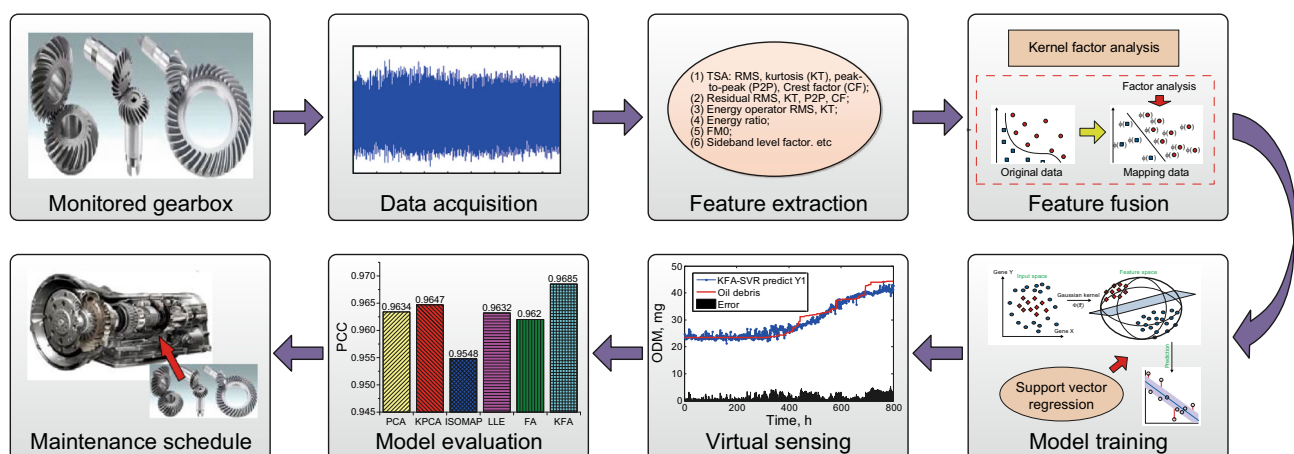 Monitored gearbox
Data acquisition
(1) TSA: RMS, kurtosis (KT), peak-
to-peak (P2P), Crest factor (CF);
(2) Residual RMS, KT, P2P, CF;
(3) Energy operator RMS, KT;
(4) Energy ratio;
(5) FM0;
(6) Sideband level factor. etc
Feature extraction
Kernel factor analysis
Factor analysis
Original data
Mapping data
Feature fusion
Gene Y
Input space
Feature space
Gaussian kernel
Gene X
Prediction
Support vector
regression
Model training
ODM, mg
50
40
30
20
10
0
KFA-SVR predict Y1
Oil debris
Error
0 200 400 600 800
Time, h
Virtual sensing
PCC
0.970
0.965
0.960
0.955
0.950
0.945
0.9634
0.9647
0.9548
0.9632
0.962
0.9685
PCA KPCA ISOMAP LLE FA KFA
Model evaluation
Maintenance schedule